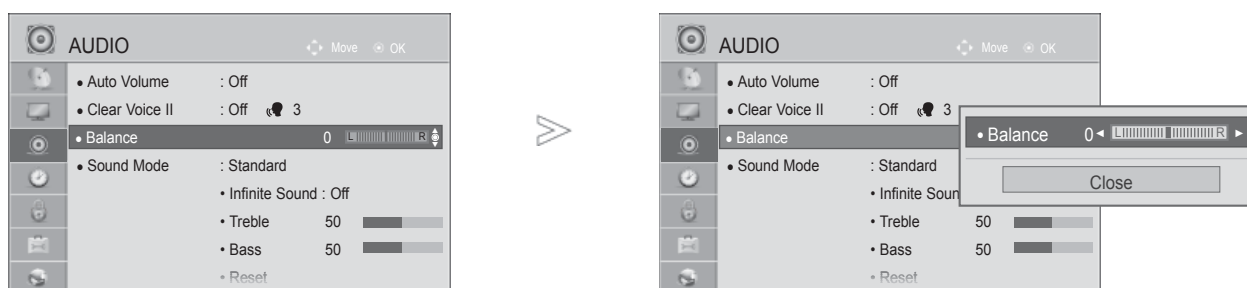 AUDIO Move OK
• Auto Volume : Off
• Clear Voice II : Off 3
• Balance 0 L R
• Sound Mode : Standard
• Infinite Sound : Off
• Treble 50
• Bass 50
• Reset
AUDIO Move OK
• Auto Volume : Off
• Clear Voice II : Off 3
• Balance
• Sound Mode : Standard
• Infinite Soun
• Treble 50
• Bass 50
• Reset
• Balance 0 L R
Close